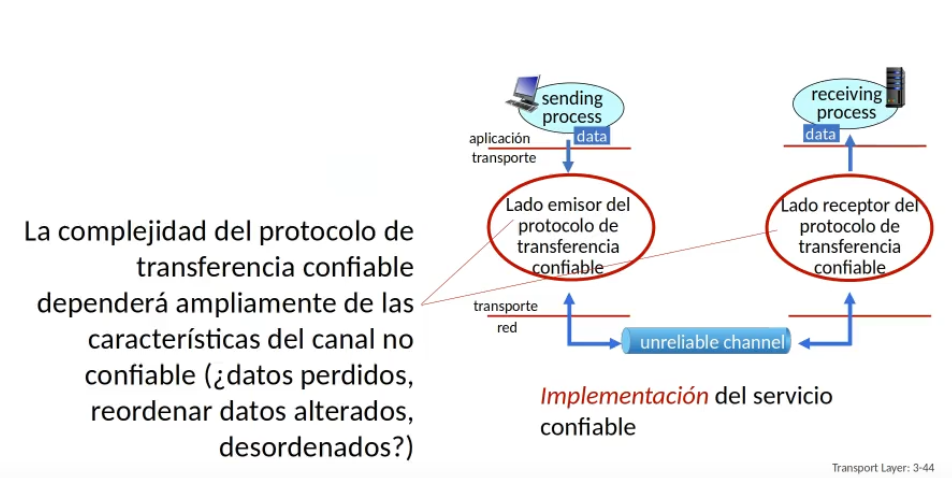 La complejidad del protocolo de
transferencia confiable
dependerá ampliamente de las
características del canal no
confiable (¿datos perdidos,
reordenar datos alterados,
desordenados?)
sending
process
data
aplicación
transporte
Lado emisor del
protocolo de
transferencia
confiable
transporte
red
receiving
process
data
Lado receptor del
protocolo de
transferencia
confiable
unreliable channel
Implementación del servicio
confiable
Transport Layer: 3-44